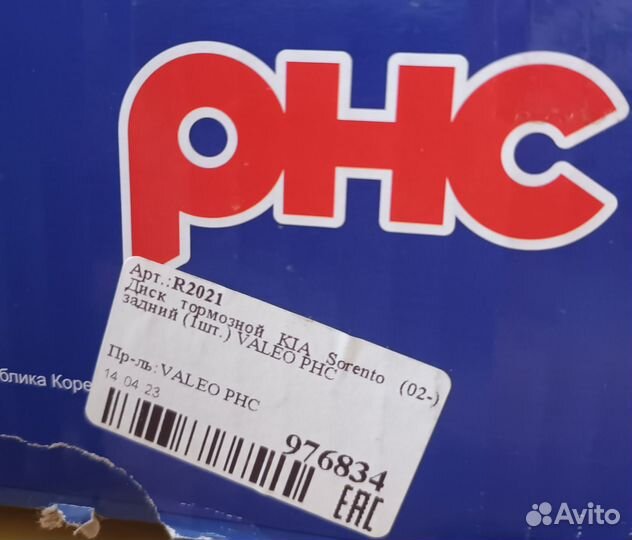 PHC
Арт.:R2021
Диск тормозной KIA Sorento (02-)
задний (1шт.) VALEO PHC
Пр-ль: VALEO PHC
14 04 23
976834
EAC
блика Коре
Avito